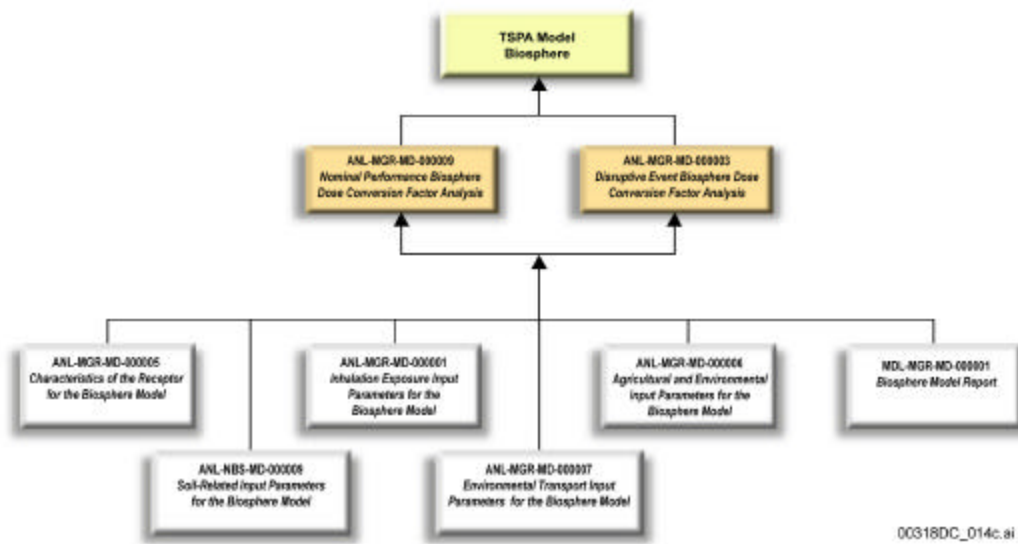 TSPA Model
Biosphere
ANL-MGR-MD-000009
Nominal Performance Biosphere
Dose Conversion Factor Analysis
ANL-MGR-MD-000003
Disruptive Event Biosphere Dose
Conversion Factor Analysis
ANL-MGR-MD-000005
Characteristics of the Receptor
for the Biosphere Model
ANL-MGR-MD-000001
Inhalation Exposure Input
Parameters for the
Biosphere Model
ANL-MGR-MD-000006
Agricultural and Environmental
Input Parameters for the
Biosphere Model
MDL-MGR-MD-000001
Biosphere Model Report
ANL-NBS-MD-000009
Soil-Related Input Parameters
for the Biosphere Model
ANL-MGR-MD-000007
Environmental Transport Input
Parameters for the Biosphere Model
00318DC_014c.ai